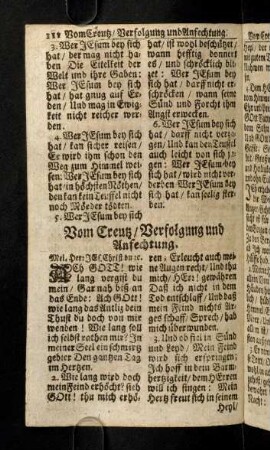 Vom Creutz / Verfolgung und Anfechtung.
3. Wer JEsum bey sich
hat / der mag nicht ha-
ben Die Eitelkeit der
Welt und ihre Gaben:
Wer JEsum bey sich
hat / hat gnug auf Er-
den / Und mag in Ewig-
keit nicht reicher wer-
den.
4. Wer JEsum bey sich
hat / kan sicher reisen /
Er wird ihm schon den
Weg zum Himmel wei-
sen: Wer JEsum bey sich
hat in höchsten Nöthen /
den kan kein Teuffel nicht
noch Mörder tödten.
5. Wer JEsum bey sich
hat / ist wohl beschützet /
wann hefftig donnert
es / und schröcklich bli-
tzet: Wer JEsum bey
sich hat / darff nicht er-
schröcken / wann seine
Sünd und Forcht ihm
Angst erwecken.
6. Wer JEsum bey sich
hat / darff nicht verza-
gen: Und kan den Teuffel
auch leicht von sich ja-
gen: Wer JEsum bey
sich hat / wird nicht ver-
derben Wer JEsum bey
sich hat / kan seelig ster-
ben.
Vom Creutz / Verfolgung und
Anfechtung.
Mel. Herr JEsu Christ
ACh GOTT! wie
lang vergist du
mein / Gar nah biß an
das Ende: Ach GOtt!
wie lang das Antliz dein
Thust du doch von mir
wenden! Wie lang soll
ich selbst rathen mir? In
meiner Seel ein schmertz
gebier Den gantzen Tag
im Hertzen.
2. Wie lang wird doch
mein Feind erhöcht? sieh
GOtt! thu mich erhö-
ren: Erleucht auch mei-
ne Augen recht / und thu
mich / HErr! gewähren
Daß ich nicht in dem
Tod entschlaff / Und daß
mein Feind nichts ar-
ges schaff Sprech / hab
mich überwunden.
3. Und ob ich in Sünd
und Leyd / Mein Feind
wird sich erspringen;
Ich hoff in dein Baum-
hertzigkeit / dem HErren
will ich singen: Mein
Hertz freut sich in seinem
Heyl /